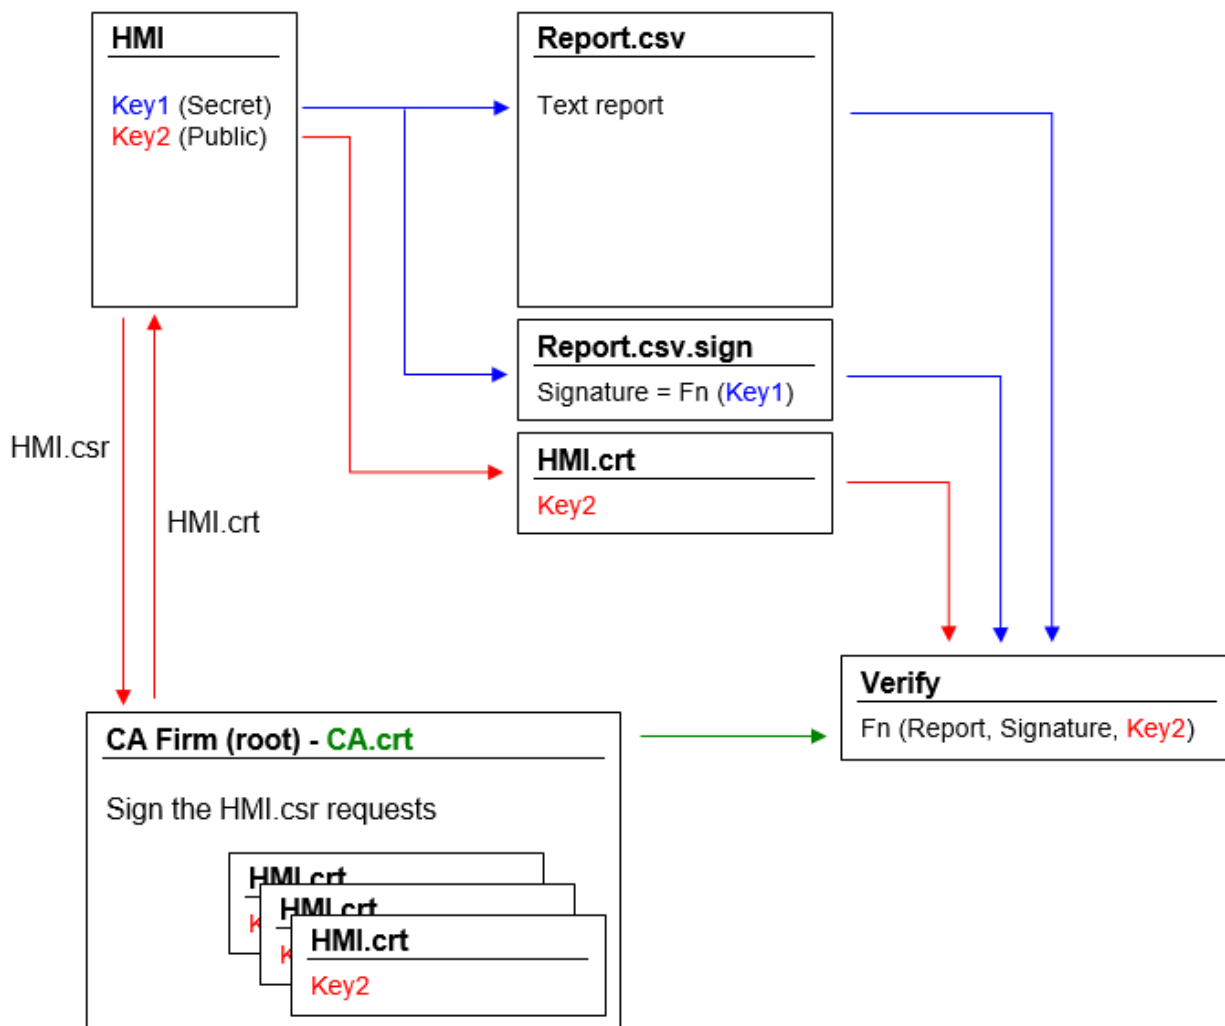 HMI
Key1 (Secret)
Key2 (Public)
Report.csv
Text report
Report.csv.sign
Signature = Fn (Key1)
HMI.crt
Key2
HMI.csr
HMI.crt
Verify
Fn (Report, Signature, Key2)
CA Firm (root) - CA.crt
Sign the HMI.csr requests
HMI.crt
K
HMI.crt
K
HMI.crt
Key2